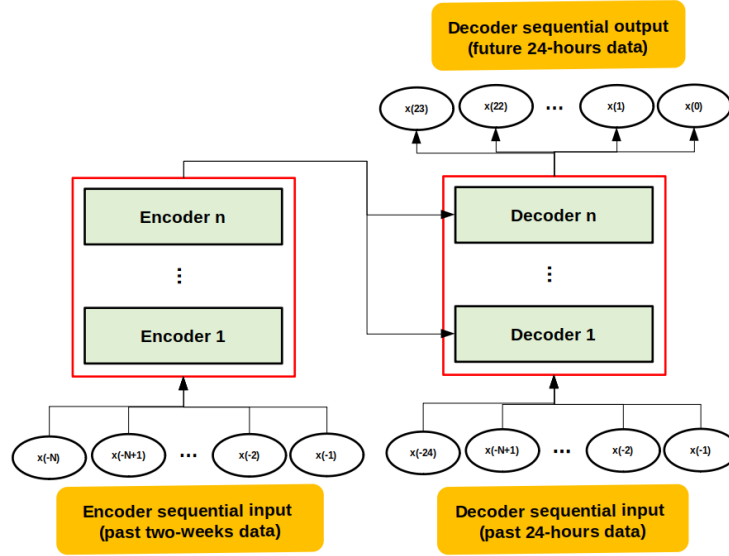 Decoder sequential output
(future 24-hours data)
x(23) x(22) ... x(1) x(0)
Encoder n
...
Encoder 1
Decoder n
...
Decoder 1
x(-N) x(-N+1) ... x(-2) x(-1)
x(-24) x(-N+1) ... x(-2) x(-1)
Encoder sequential input
(past two-weeks data)
Decoder sequential input
(past 24-hours data)